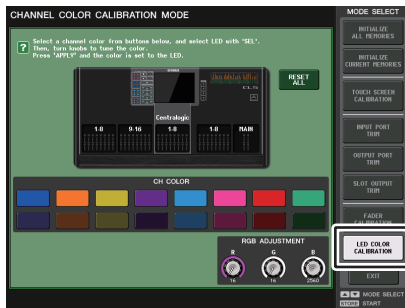 CHANNEL COLOR CALIBRATION MODE
Select a channel color from buttons below, and select LED with "SEL".
Then, turn knobs to tune the color.
Press "APPLY" and the color is set to the LED.
YAMAHA
CL5
Centralogic
1-8
9-16
1-8
1-8
MAIN
RESET
ALL
CH COLOR
RGB ADJUSTMENT
R
G
B
16
16
2560
MODE SELECT
INITIALIZE
ALL MEMORIES
INITIALIZE
CURRENT MEMORIES
TOUCH SCREEN
CALIBRATION
INPUT PORT
TRIM
OUTPUT PORT
TRIM
SLOT OUTPUT
TRIM
FADER
CALIBRATION
LED COLOR
CALIBRATION
EXIT
MODE SELECT
STORE START